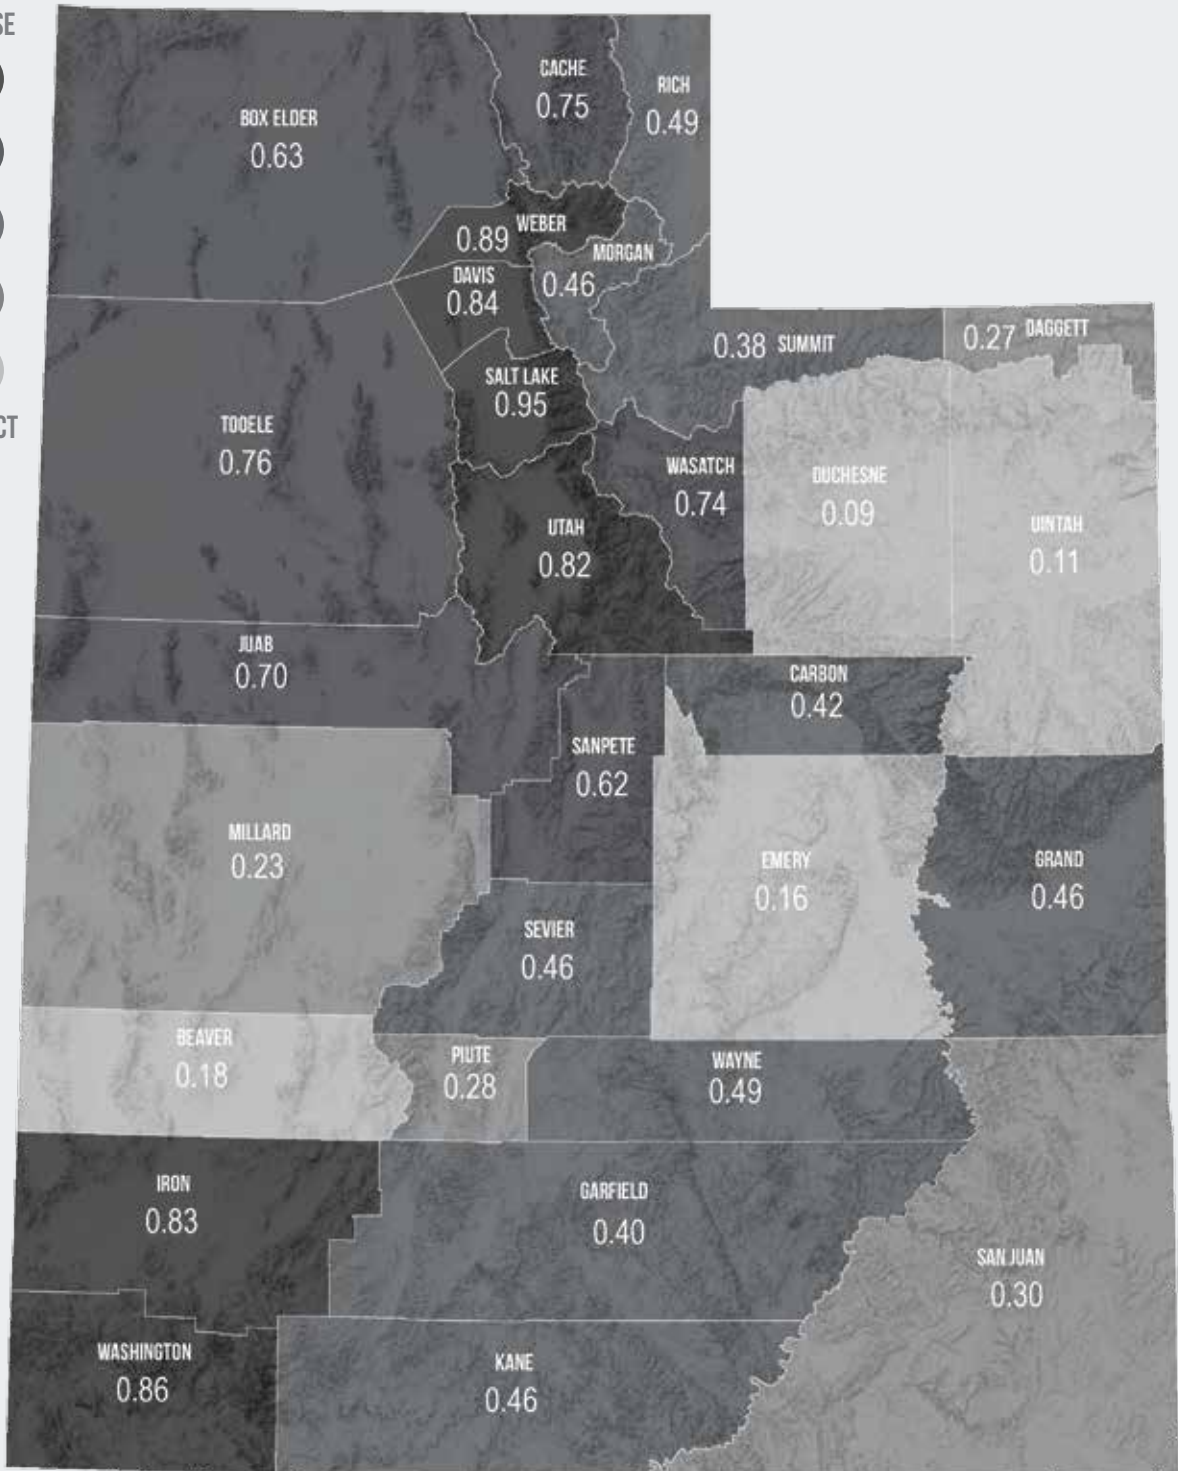 SE
CT
CACHE
0.75
RICH
0.49
BOX ELDER
0.63
WEBER
0.89
MORGAN
0.46
DAVIS
0.84
0.38 SUMMIT
0.27 DAGGETT
SALT LAKE
0.95
TOOELE
0.76
WASATCH
0.74
DUCHESNE
0.09
UINTAH
0.11
UTAH
0.82
JUAB
0.70
CARBON
0.42
SANPETE
0.62
MILLARD
0.23
EMERY
0.16
GRAND
0.46
SEVIER
0.46
BEAVER
0.18
PIUTE
0.28
WAYNE
0.49
IRON
0.83
GARFIELD
0.40
SAN JUAN
0.30
WASHINGTON
0.86
KANE
0.46